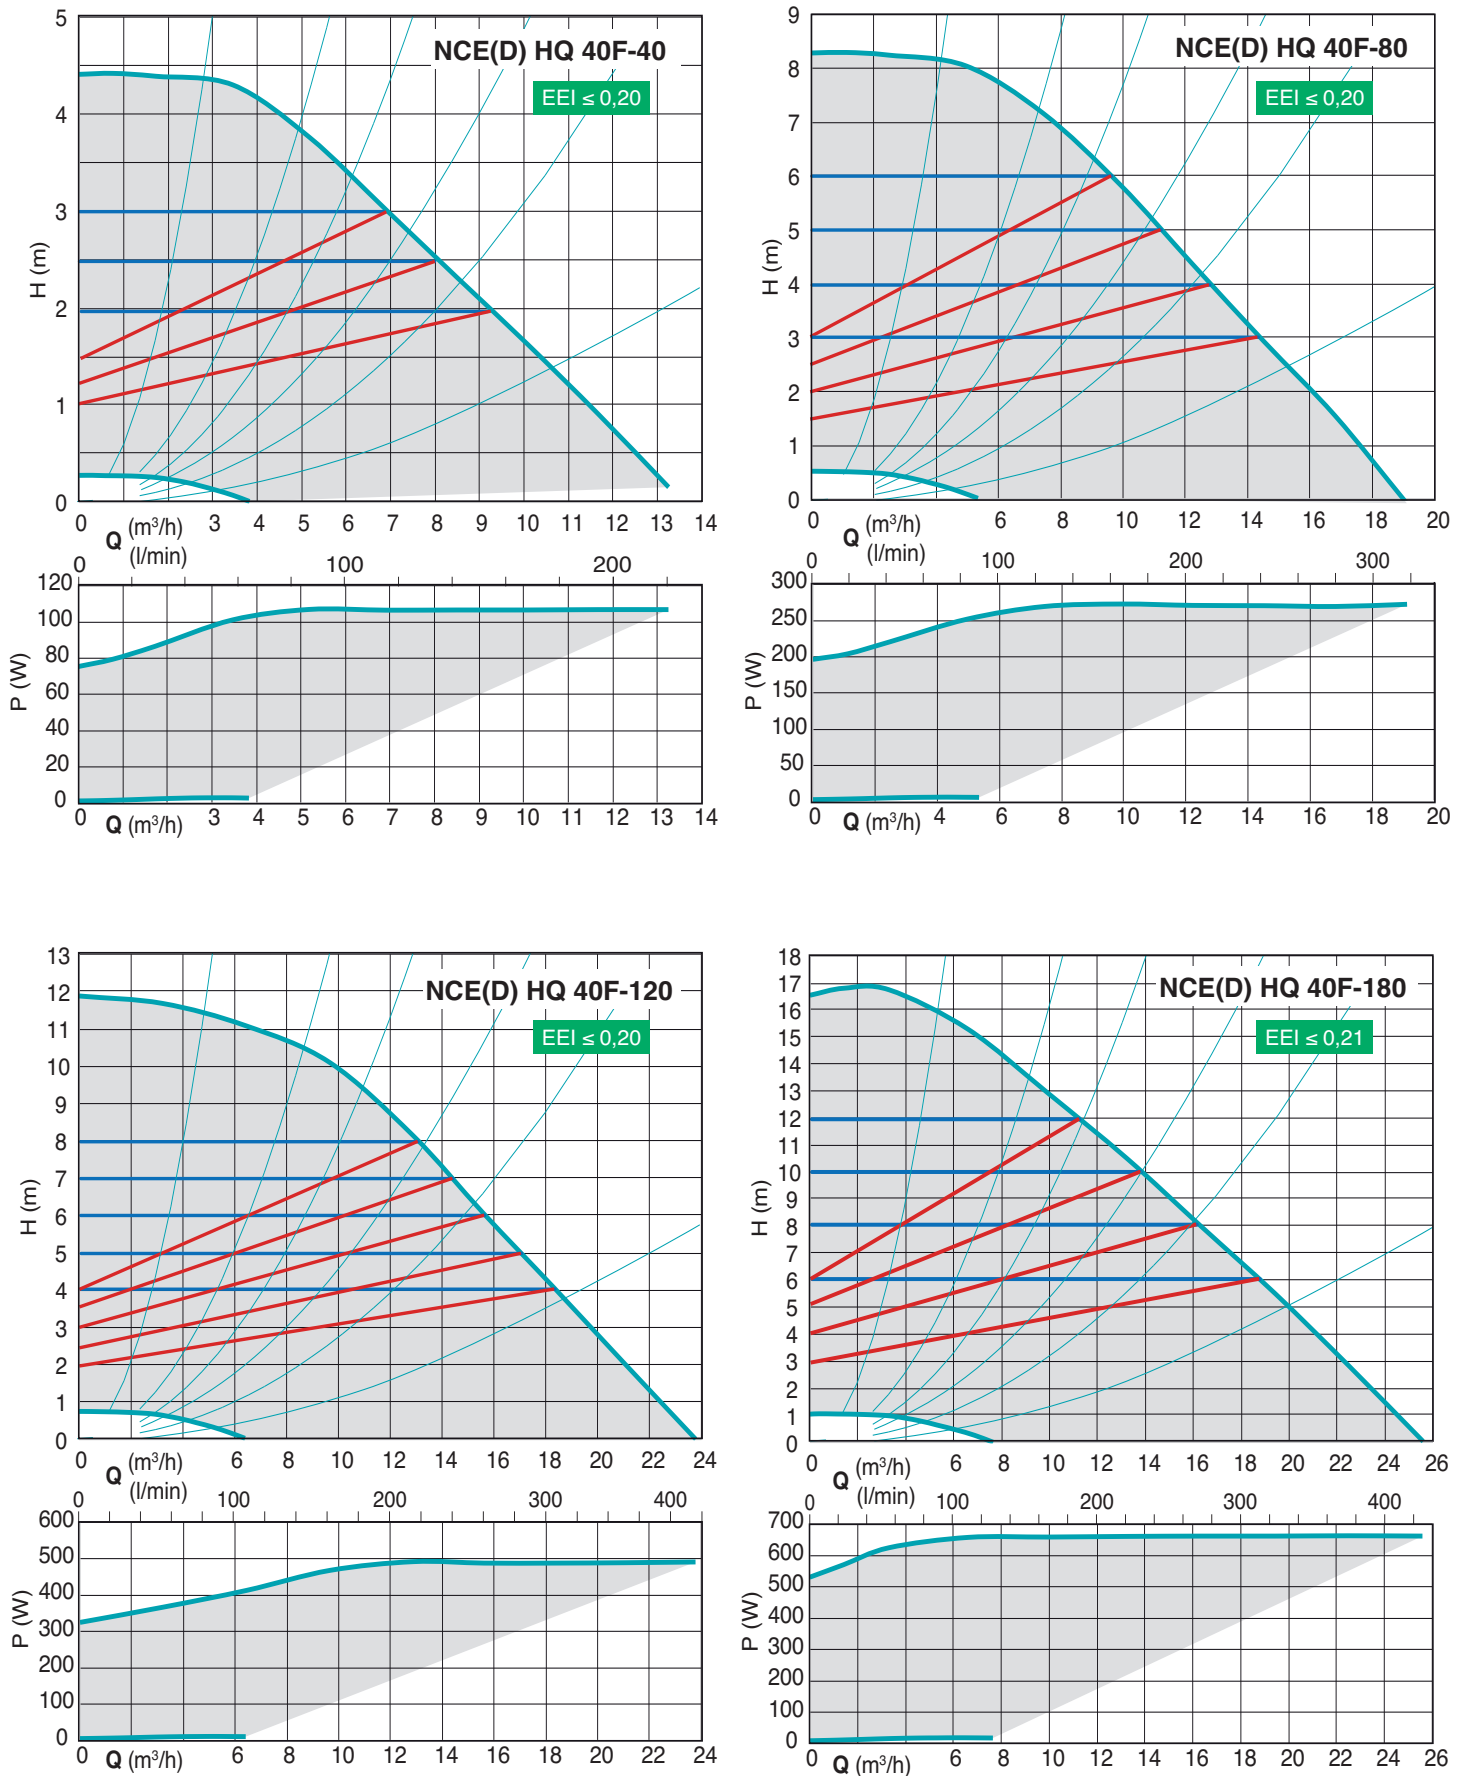 NCE(D) HQ 40F-40
EEI ≤ 0,20
H (m)
5
4
3
2
1
0
0 3 4 5 6 7 8 9 10 11 12 13 14
Q (m³/h)
(l/min)
0 100 200
P (W)
120
100
80
60
40
20
0
0 Q (m³/h) 3 4 5 6 7 8 9 10 11 12 13 14
NCE(D) HQ 40F-80
EEI ≤ 0,20
H (m)
9
8
7
6
5
4
3
2
1
0
0 6 8 10 12 14 16 18 20
Q (m³/h)
(l/min)
0 100 200 300
P (W)
300
250
200
150
100
50
0
0 Q (m³/h) 4 6 8 10 12 14 16 18 20
NCE(D) HQ 40F-120
EEI ≤ 0,20
H (m)
13
12
11
10
9
8
7
6
5
4
3
2
1
0
0 6 8 10 12 14 16 18 20 22 24
Q (m³/h)
(l/min)
0 100 200 300 400
P (W)
600
500
400
300
200
100
0
0 Q (m³/h) 6 8 10 12 14 16 18 20 22 24
NCE(D) HQ 40F-180
EEI ≤ 0,21
H (m)
18
17
16
15
14
13
12
11
10
9
8
7
6
5
4
3
2
1
0
0 6 8 10 12 14 16 18 20 22 24 26
Q (m³/h)
(l/min)
0 100 200 300 400
P (W)
700
600
500
400
300
200
100
0
0 Q (m³/h) 6 8 10 12 14 16 18 20 22 24 26